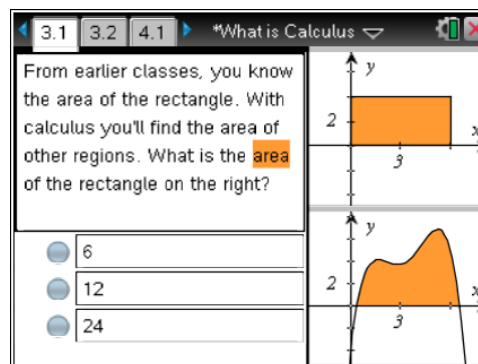 3.1 3.2 4.1 *What is Calculus
From earlier classes, you know
the area of the rectangle. With
calculus you'll find the area of
other regions. What is the area
of the rectangle on the right?
6
12
24
y
2
3
x
y
2
3
x